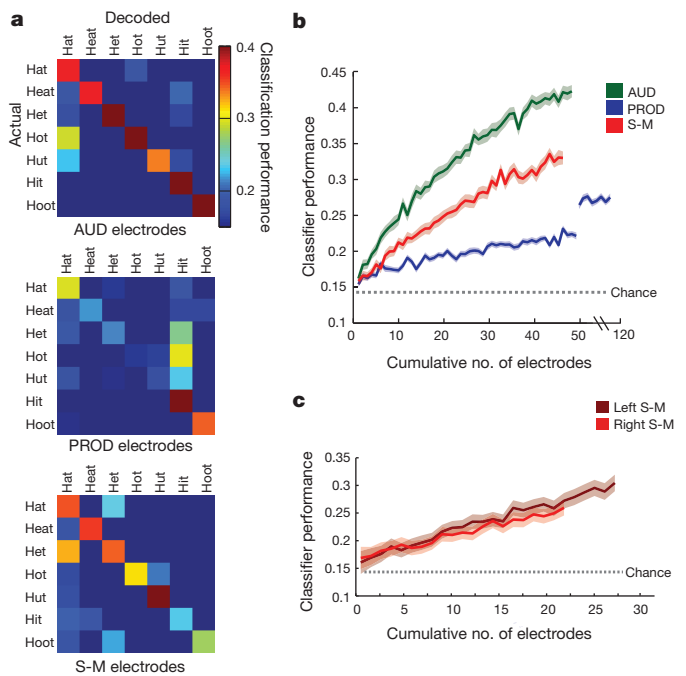 a
Decoded
Hat Heat Het Hot Hut Hit Hoot
Actual
Hat
Heat
Het
Hot
Hut
Hit
Hoot
AUD electrodes
0.4
0.3
0.2
Classification performance
Hat Heat Het Hot Hut Hit Hoot
Hat
Heat
Het
Hot
Hut
Hit
Hoot
PROD electrodes
Hat Heat Het Hot Hut Hit Hoot
Hat
Heat
Het
Hot
Hut
Hit
Hoot
S-M electrodes
b
AUD
PROD
S-M
Classifier performance
0.45
0.4
0.35
0.3
0.25
0.2
0.15
0.1
Chance
0 10 20 30 40 50 120
Cumulative no. of electrodes
c
Left S-M
Right S-M
Classifier performance
0.35
0.3
0.25
0.2
0.15
0.1
Chance
0 5 10 15 20 25 30
Cumulative no. of electrodes